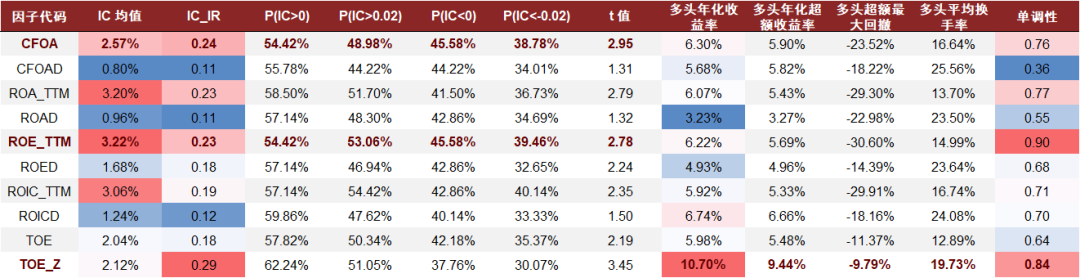 因子代码 IC 均值 IC_IR P(IC>0) P(IC>0.02) P(IC<0) P(IC<-0.02) t 值 多头年化收益率 多头年化超额收益率 多头超额最大回撤 多头平均换手率 单调性
CFOA 2.57% 0.24 54.42% 48.98% 45.58% 38.78% 2.95 6.30% 5.90% -23.52% 16.64% 0.76
CFOAD 0.80% 0.11 55.78% 44.22% 44.22% 34.01% 1.31 5.68% 5.82% -18.22% 25.56% 0.36
ROA_TTM 3.20% 0.23 58.50% 51.70% 41.50% 36.73% 2.79 6.07% 5.43% -29.30% 13.70% 0.77
ROAD 0.96% 0.11 57.14% 48.30% 42.86% 34.69% 1.32 3.23% 3.27% -22.98% 23.50% 0.55
ROE_TTM 3.22% 0.23 54.42% 53.06% 45.58% 39.46% 2.78 6.22% 5.69% -30.60% 14.99% 0.90
ROED 1.68% 0.18 57.14% 46.94% 42.86% 32.65% 2.24 4.93% 4.96% -14.39% 23.64% 0.68
ROIC_TTM 3.06% 0.19 57.14% 54.42% 42.86% 40.14% 2.35 5.92% 5.33% -29.91% 16.74% 0.71
ROICD 1.24% 0.12 59.86% 47.62% 40.14% 33.33% 1.50 6.74% 6.66% -18.16% 24.08% 0.70
TOE 2.04% 0.18 57.82% 50.34% 42.18% 35.37% 2.19 5.98% 5.48% -11.37% 12.89% 0.64
TOE_Z 2.12% 0.29 62.24% 51.05% 37.76% 30.07% 3.45 10.70% 9.44% -9.79% 19.73% 0.84